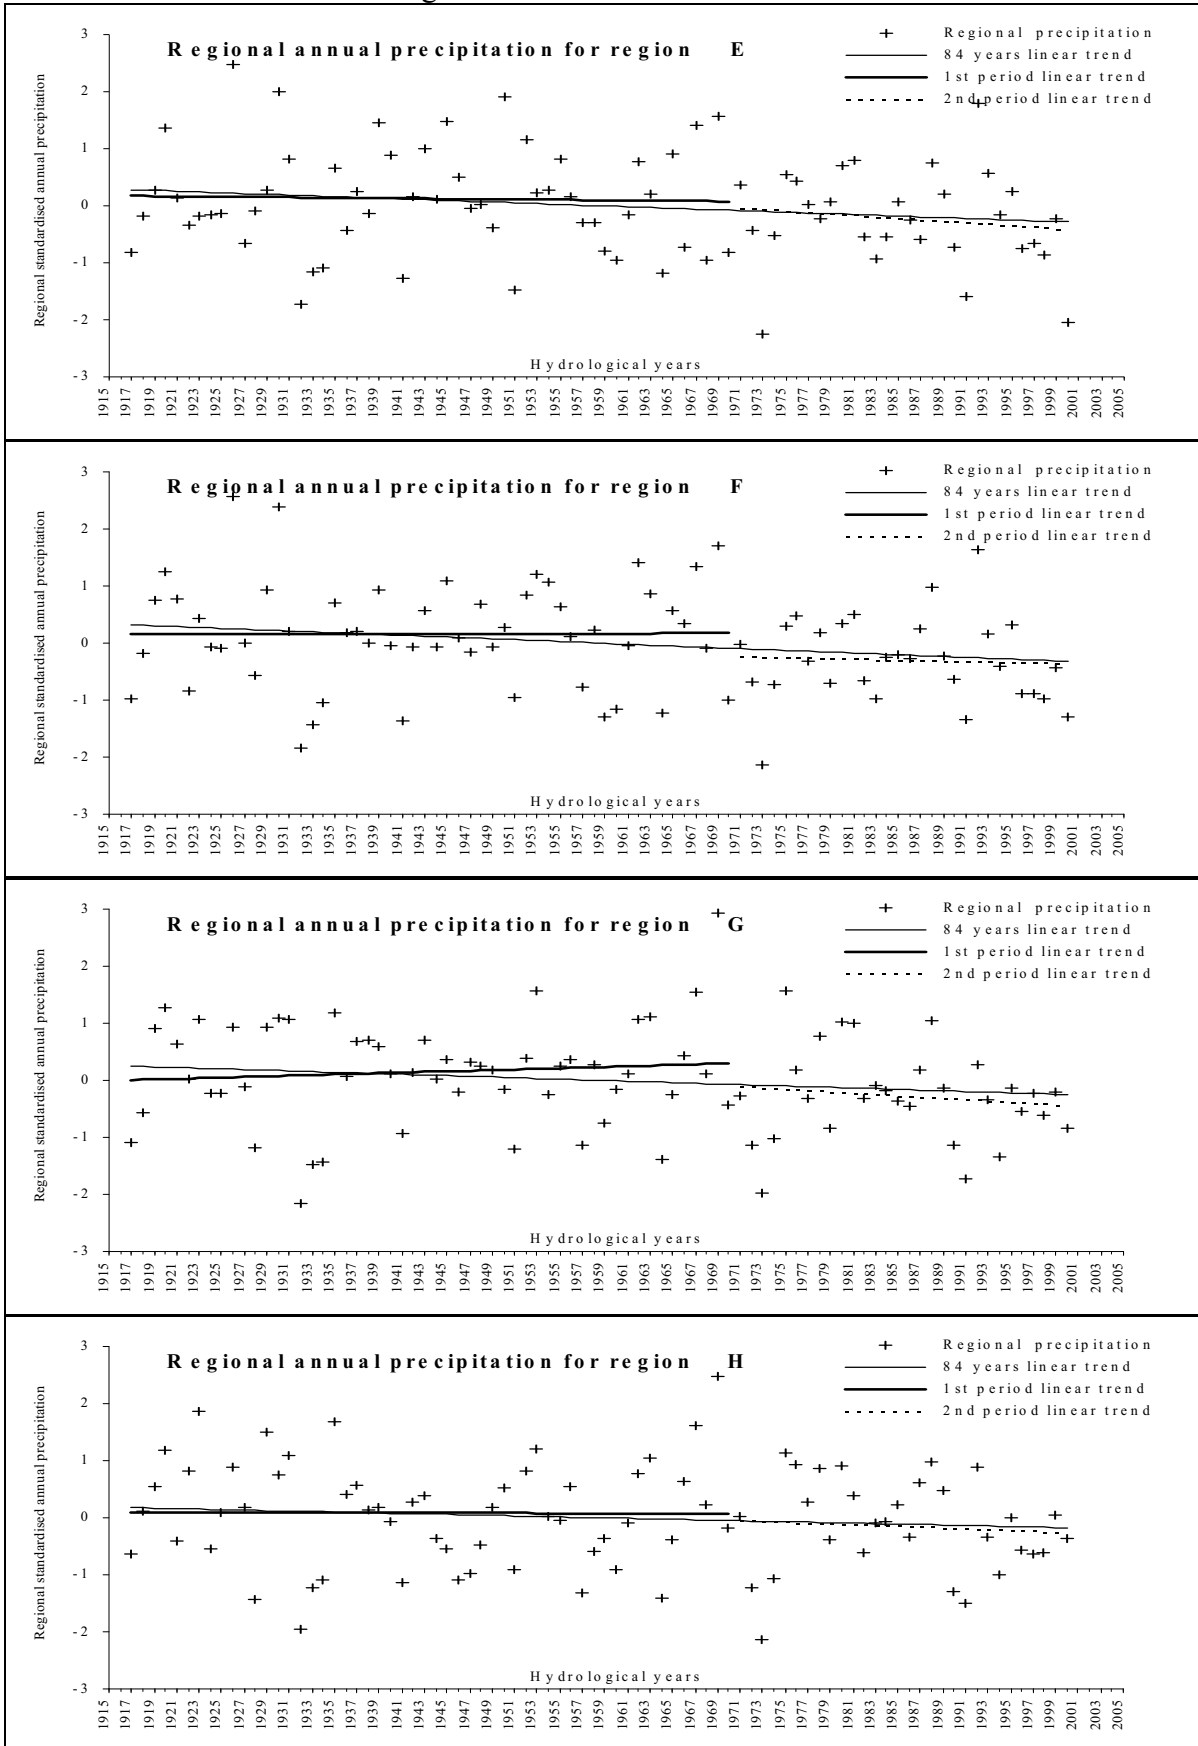 Regional annual precipitation for region E
Regional precipitation
84 years linear trend
1st period linear trend
2nd period linear trend
Regional standardised annual precipitation
3
2
1
0
-1
-2
-3
Hydrological years
1915 1917 1919 1921 1923 1925 1927 1929 1931 1933 1935 1937 1939 1941 1943 1945 1947 1949 1951 1953 1955 1957 1959 1961 1963 1965 1967 1969 1971 1973 1975 1977 1979 1981 1983 1985 1987 1989 1991 1993 1995 1997 1999 2001 2003 2005
Regional annual precipitation for region F
Regional precipitation
84 years linear trend
1st period linear trend
2nd period linear trend
Regional standardised annual precipitation
3
2
1
0
-1
-2
-3
Hydrological years
1915 1917 1919 1921 1923 1925 1927 1929 1931 1933 1935 1937 1939 1941 1943 1945 1947 1949 1951 1953 1955 1957 1959 1961 1963 1965 1967 1969 1971 1973 1975 1977 1979 1981 1983 1985 1987 1989 1991 1993 1995 1997 1999 2001 2003 2005
Regional annual precipitation for region G
Regional precipitation
84 years linear trend
1st period linear trend
2nd period linear trend
Regional standardised annual precipitation
3
2
1
0
-1
-2
-3
Hydrological years
1915 1917 1919 1921 1923 1925 1927 1929 1931 1933 1935 1937 1939 1941 1943 1945 1947 1949 1951 1953 1955 1957 1959 1961 1963 1965 1967 1969 1971 1973 1975 1977 1979 1981 1983 1985 1987 1989 1991 1993 1995 1997 1999 2001 2003 2005
Regional annual precipitation for region H
Regional precipitation
84 years linear trend
1st period linear trend
2nd period linear trend
Regional standardised annual precipitation
3
2
1
0
-1
-2
-3
Hydrological years
1915 1917 1919 1921 1923 1925 1927 1929 1931 1933 1935 1937 1939 1941 1943 1945 1947 1949 1951 1953 1955 1957 1959 1961 1963 1965 1967 1969 1971 1973 1975 1977 1979 1981 1983 1985 1987 1989 1991 1993 1995 1997 1999 2001 2003 2005